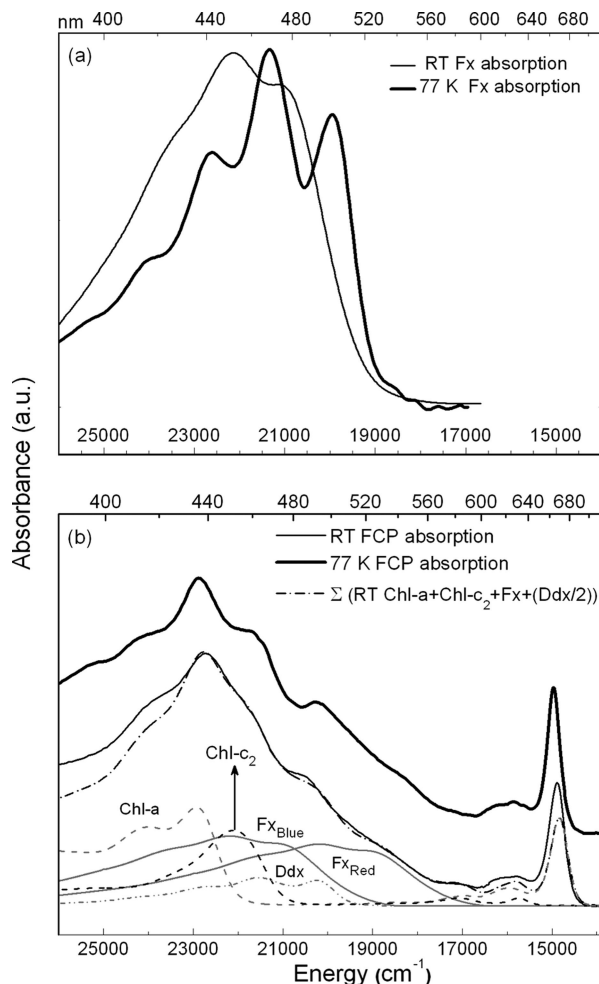 nm 400 440 480 520 560 600 640 680
(a)
RT Fx absorption
77 K Fx absorption
25000 23000 21000 19000 17000 15000
Absorbance (a.u.)
400 440 480 520 560 600 640 680
(b)
RT FCP absorption
77 K FCP absorption
Σ (RT Chl-a+Chl-c₂+Fx+(Ddx/2))
Chl-c₂
Chl-a
Fx_Blue
Ddx
Fx_Red
25000 23000 21000 19000 17000 15000
Energy (cm⁻¹)